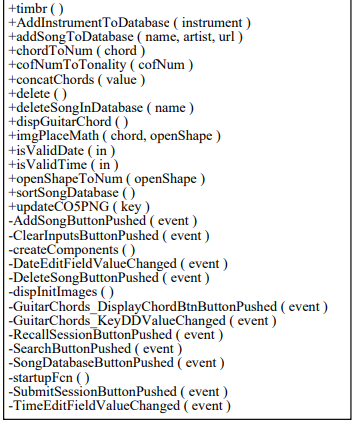 +timbr ( )
+AddInstrumentToDatabase ( instrument )
+addSongToDatabase ( name, artist, url )
+chordToNum ( chord )
+cofNumToTonality ( cofNum )
+concatChords ( value )
+delete ( )
+deleteSongInDatabase ( name )
+dispGuitarChord ( )
+imgPlaceMath ( chord, openShape )
+isValidDate ( in )
+isValidTime ( in )
+openShapeToNum ( openShape )
+sortSongDatabase ( )
+updateCO5PNG ( key )
-AddSongButtonPushed ( event )
-ClearInputsButtonPushed ( event )
-createComponents ( )
-DateEditFieldValueChanged ( event )
-DeleteSongButtonPushed ( event )
-dispInitImages ( )
-GuitarChords_DisplayChordBtnButtonPushed ( event )
-GuitarChords_KeyDDValueChanged ( event )
-RecallSessionButtonPushed ( event )
-SearchButtonPushed ( event )
-SongDatabaseButtonPushed ( event )
-startupFcn ( )
-SubmitSessionButtonPushed ( event )
-TimeEditFieldValueChanged ( event )